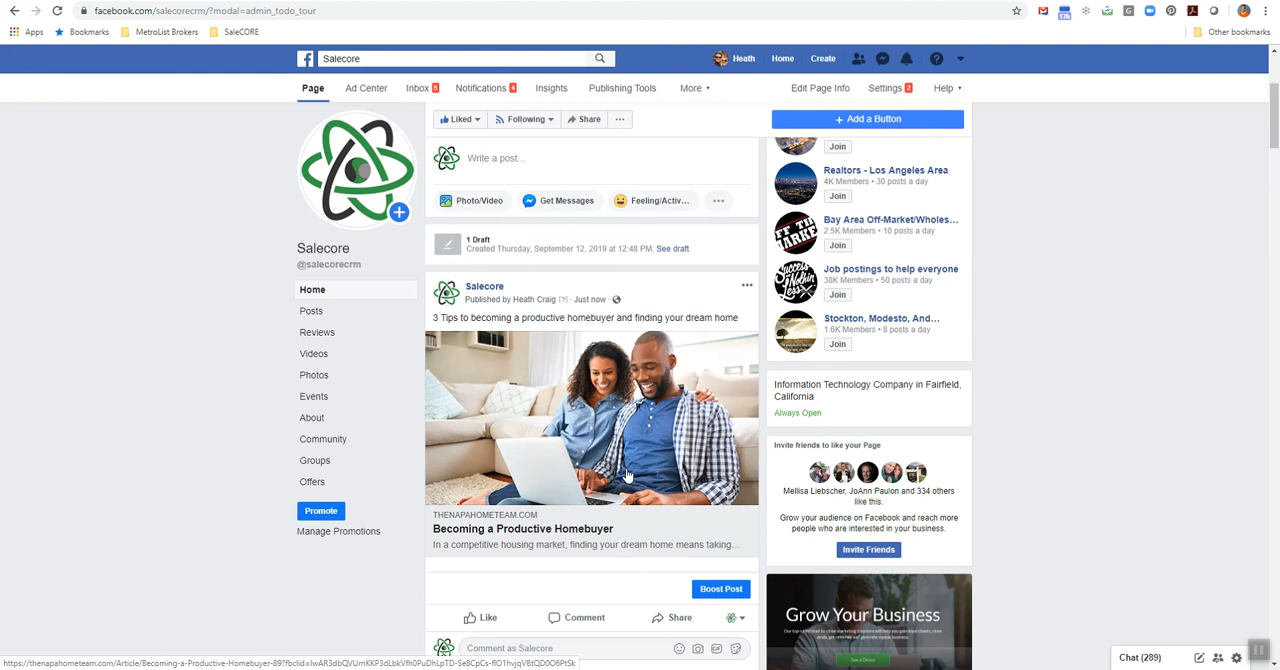 facebook.com/salecorecrm/?modal=admin_todo_tour
Apps
Bookmarks
MetroList Brokers
SaleCORE
Other bookmarks
Salecore
Heath
Home
Create
Page
Ad Center
Inbox 5
Notifications 4
Insights
Publishing Tools
More
Edit Page Info
Settings 2
Help
Salecore
@salecorecrm
Home
Posts
Reviews
Videos
Photos
Events
About
Community
Groups
Offers
Promote
Manage Promotions
Liked
Following
Share
+ Add a Button
Write a post...
Photo/Video
Get Messages
Feeling/Activ...
1 Draft
Created Thursday, September 12, 2019 at 12:48 PM. See draft.
Salecore
Published by Heath Craig [?] · Just now ·
3 Tips to becoming a productive homebuyer and finding your dream home
THENAPAHOMETEAM.COM
Becoming a Productive Homebuyer
In a competitive housing market, finding your dream home means taking...
Boost Post
Like
Comment
Share
Comment as Salecore
GIF
Join
Realtors - Los Angeles Area
4K Members • 30 posts a day
Join
OFF TH
MARKE
Bay Area Off-Market/Wholes...
2.5K Members • 10 posts a day
Join
Success
Nothin
Less
Job postings to help everyone
38K Members • 50 posts a day
Join
Stockton, Modesto, And...
1.6K Members • 8 posts a day
Join
Information Technology Company in Fairfield,
California
Always Open
Invite friends to like your Page
Mellisa Liebscher, JoAnn Paulon and 334 others
like this.
Grow your audience on Facebook and reach more
people who are interested in your business.
Invite Friends
Grow Your Business
Chat (289)